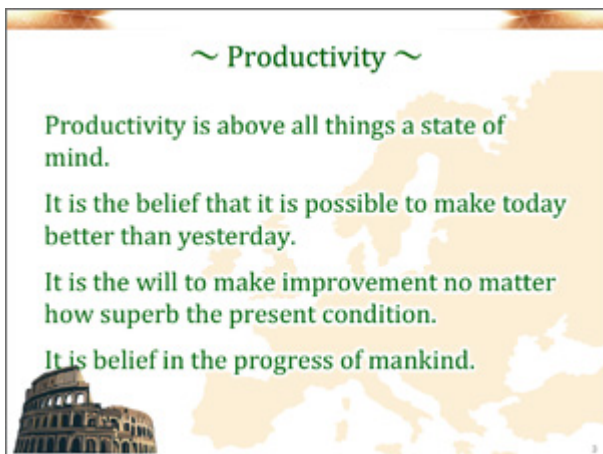 ～ Productivity ～
Productivity is above all things a state of
mind.
It is the belief that it is possible to make today
better than yesterday.
It is the will to make improvement no matter
how superb the present condition.
It is belief in the progress of mankind.
3